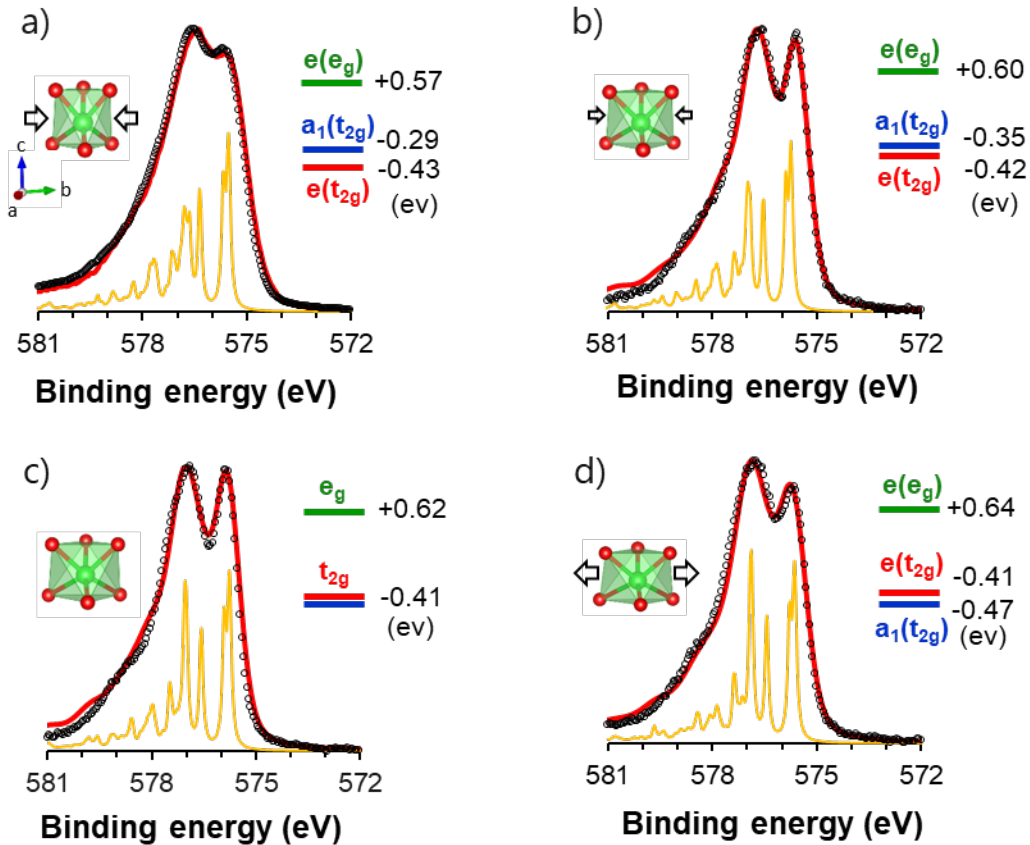 a)
e(eg)
+0.57
a1(t2g)
-0.29
-0.43
e(t2g)
(ev)
c
b
a
581 578 575 572
Binding energy (eV)
b)
e(eg)
+0.60
a1(t2g)
-0.35
-0.42
e(t2g)
(ev)
581 578 575 572
Binding energy (eV)
c)
eg
+0.62
t2g
-0.41
(ev)
581 578 575 572
Binding energy (eV)
d)
e(eg)
+0.64
e(t2g)
-0.41
-0.47
a1(t2g)
(ev)
581 578 575 572
Binding energy (eV)